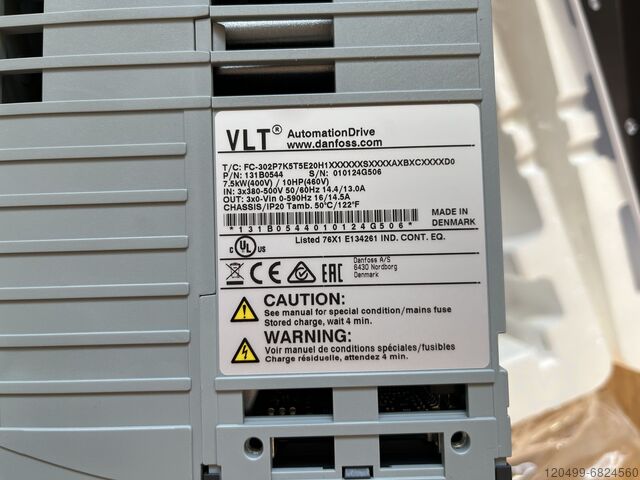 VLT® AutomationDrive
www.danfoss.com
T/C: FC-302P7K5T5E20H1XXXXXXSXXXXAXBXCXXXXD0
P/N: 131B0544 S/N: 010124G506
7.5kW(400V) / 10HP(460V)
IN: 3x380-500V 50/60Hz 14.4/13.0A
OUT: 3x0-Vin 0-590Hz 16/14.5A
CHASSIS/IP20 Tamb. 50°C/122°F
*131B0544010124G506*
MADE IN
DENMARK
c UL us
Listed 76X1 E134261 IND. CONT. EQ.
CE
Danfoss A/S
6430 Nordborg
Denmark
CAUTION:
See manual for special condition/mains fuse
Stored charge, wait 4 min.
WARNING:
Voir manuel de conditions spéciales/fusibles
Charge résiduelle, attendez 4 min.
120499-6824560